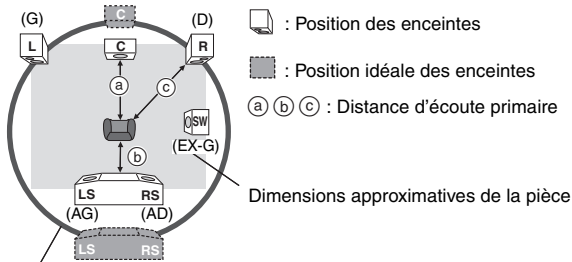 (G)
C
(D)
L
C
R
a
c
SW
(EX-G)
b
LS RS
(AG) (AD)
LS RS
: Position des enceintes
: Position idéale des enceintes
a b c : Distance d'écoute primaire
Dimensions approximatives de la pièce